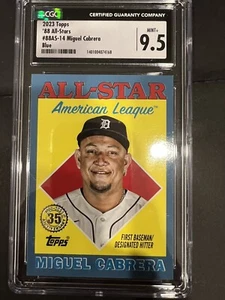 CGC
CERTIFIED GUARANTY COMPANY
2023 Topps
'88 All-Stars
#88AS-14 Miguel Cabrera
Blue
MINT+
9.5
ALL-STAR
American League™
D
35
Topps
FIRST BASEMAN/
DESIGNATED HITTER
MIGUEL CABRERA